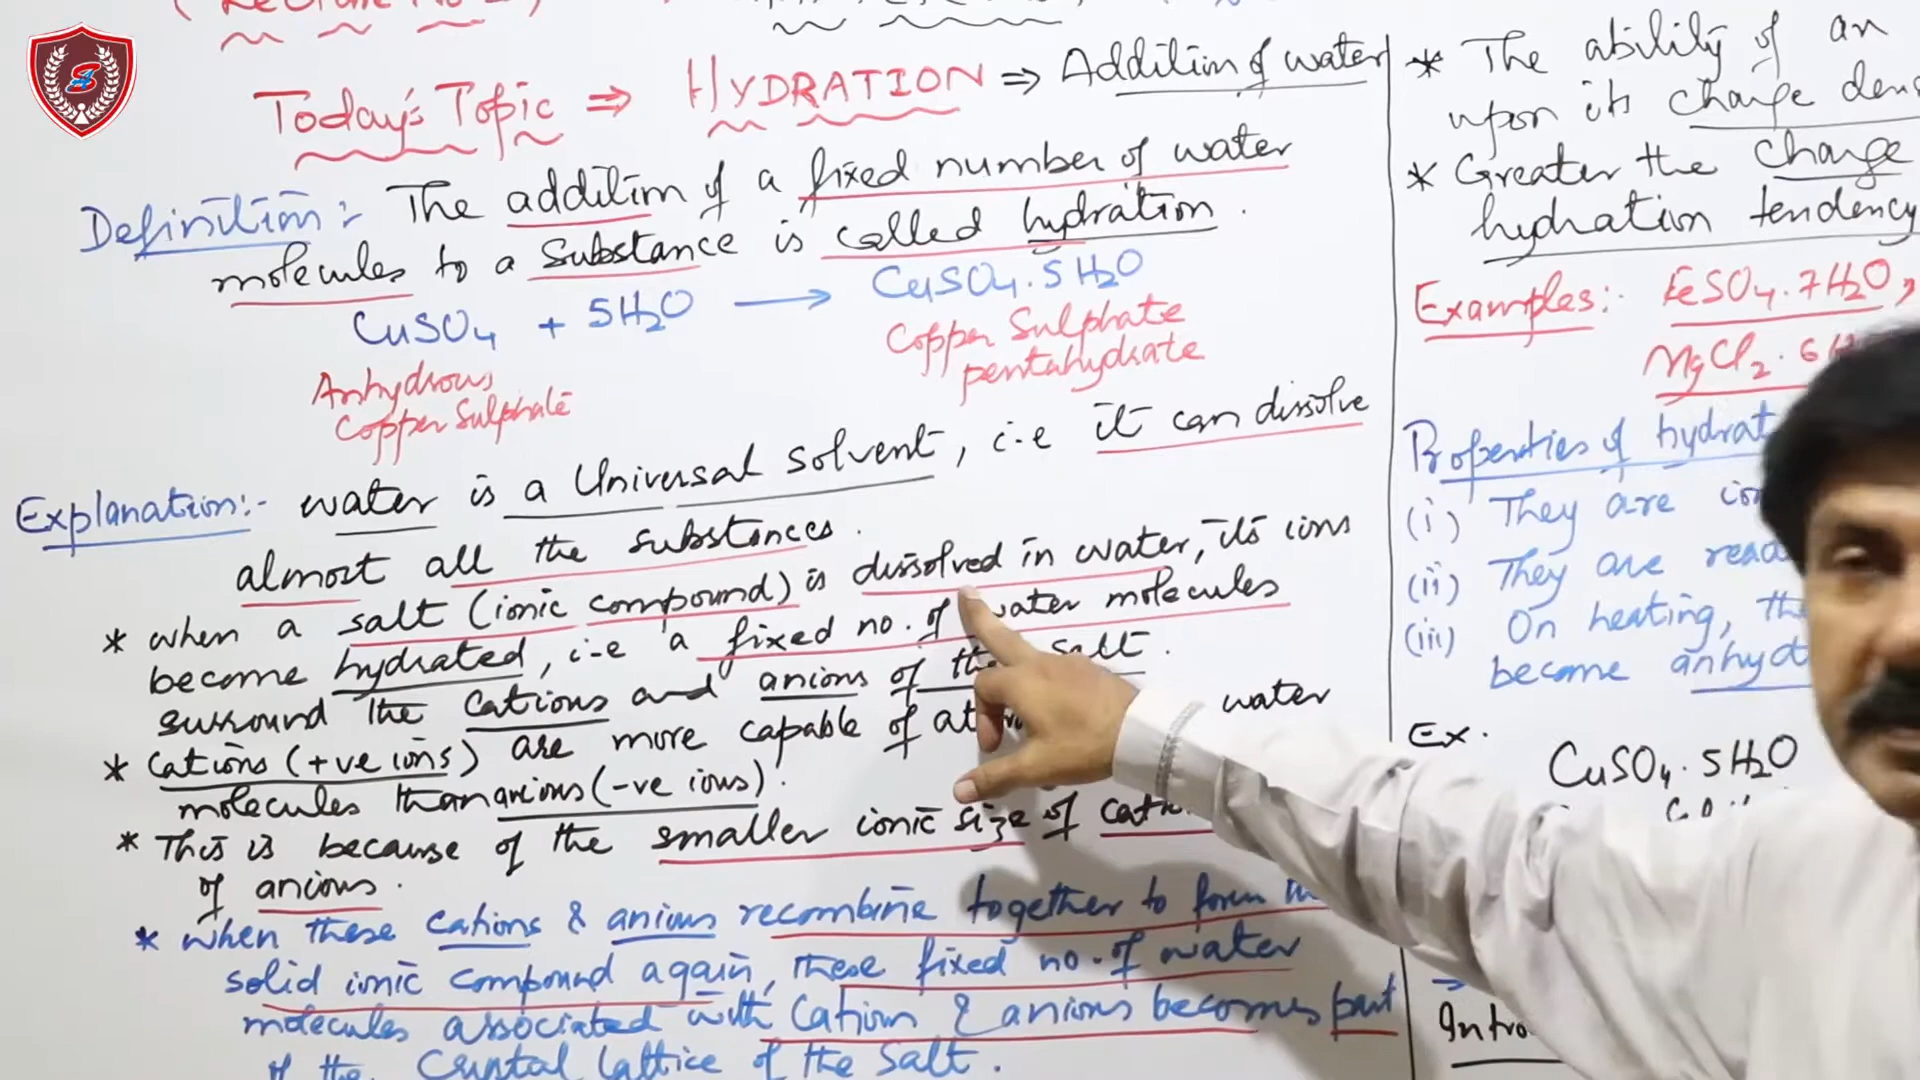 Today's Topic ⇒ HYDRATION ⇒ Addition of water
Definition:- The addition of a fixed number of water
molecules to a substance is called hydration.
CuSO₄ + 5H₂O ⟶ CuSO₄.5H₂O
Anhydrous
Copper Sulphate
Copper Sulphate
pentahydrate
Explanation:- water is a Universal solvent, i-e it can dissolve
almost all the substances.
* when a salt (ionic compound) is dissolved in water, its ions
become hydrated, i-e a fixed no. of water molecules
surround the cations and anions of the salt.
* Cations (+ve ions) are more capable of water
molecules than anions (-ve ions).
* This is because of the smaller ionic size of
of anions.
* when these cations & anions recombine together to form
solid ionic compound again, these fixed no. of water
molecules associated with cations & anions becomes part
of the Crystal lattice of the salt.
* The ability of an
upon its charge
* Greater the charge
hydration tendency
Examples:- FeSO₄.7H₂O,
MgCl₂.6
Properties of
(i) They are
(ii) They are
(iii) On heating,
become
Ex.
CuSO₄.5H₂O